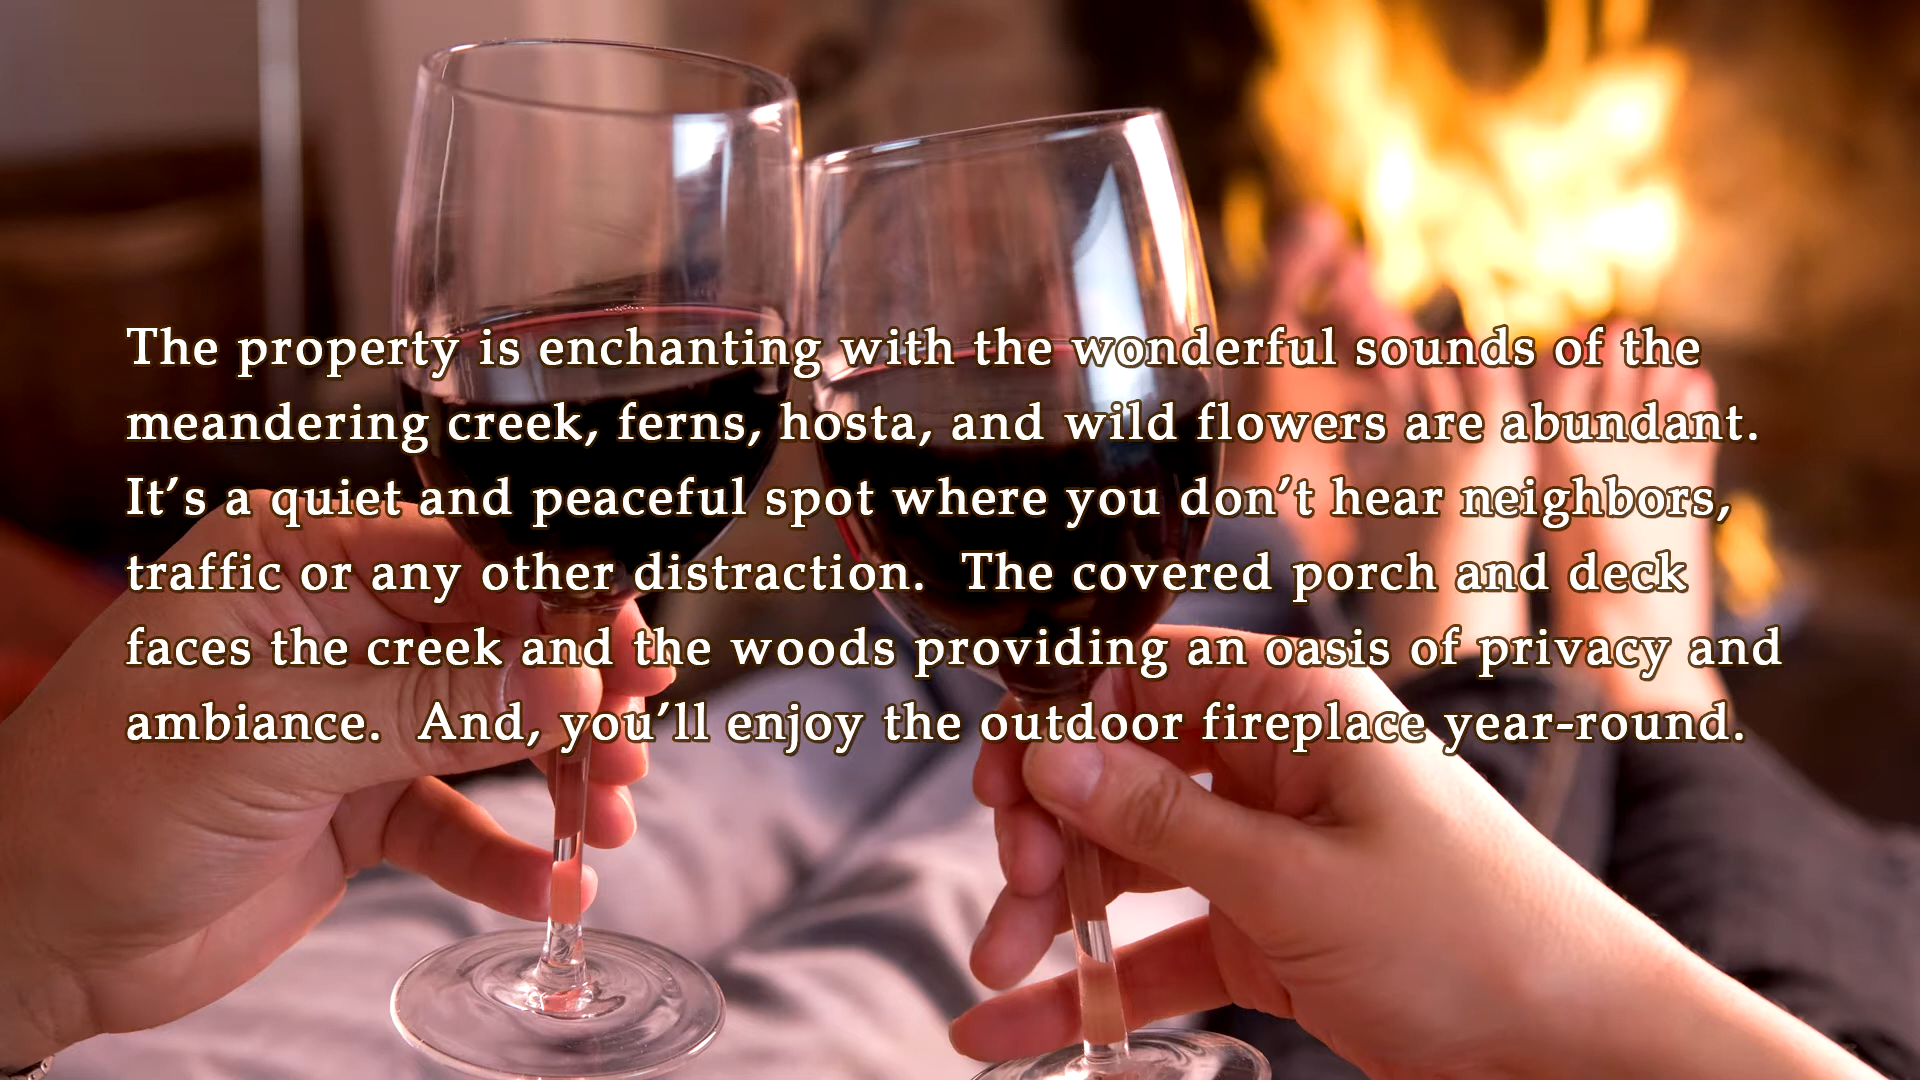 The property is enchanting with the wonderful sounds of the
meandering creek, ferns, hosta, and wild flowers are abundant.
It’s a quiet and peaceful spot where you don’t hear neighbors,
traffic or any other distraction.  The covered porch and deck
faces the creek and the woods providing an oasis of privacy and
ambiance.  And, you’ll enjoy the outdoor fireplace year-round.